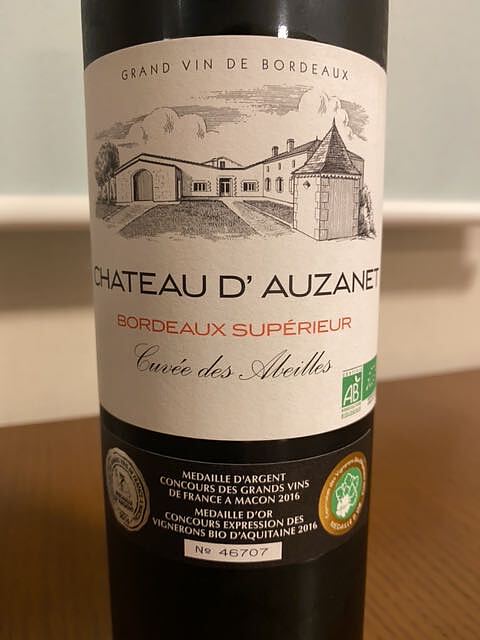 GRAND VIN DE BORDEAUX
CHATEAU D' AUZANET
BORDEAUX SUPÉRIEUR
Cuvée des Abeilles
AB
MEDAILLE D'ARGENT
CONCOURS DES GRANDS VINS
DE FRANCE A MACON 2016
MEDAILLE D'OR
CONCOURS EXPRESSION DES
VIGNERONS BIO D'AQUITAINE 2016
No 46707